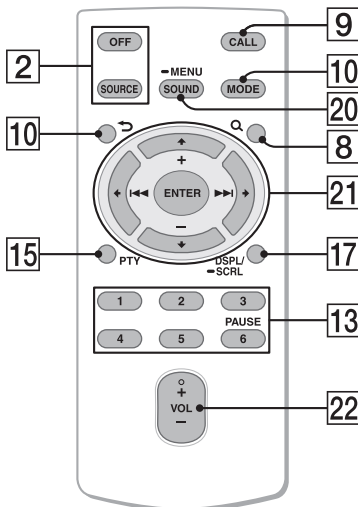 OFF
CALL
9
2
–MENU
SOURCE
SOUND
MODE
10
20
10
8
+
ENTER
21
–
15
PTY
DSPL/
–SCRL
17
1
2
3
PAUSE
13
4
5
6
+
VOL
–
22